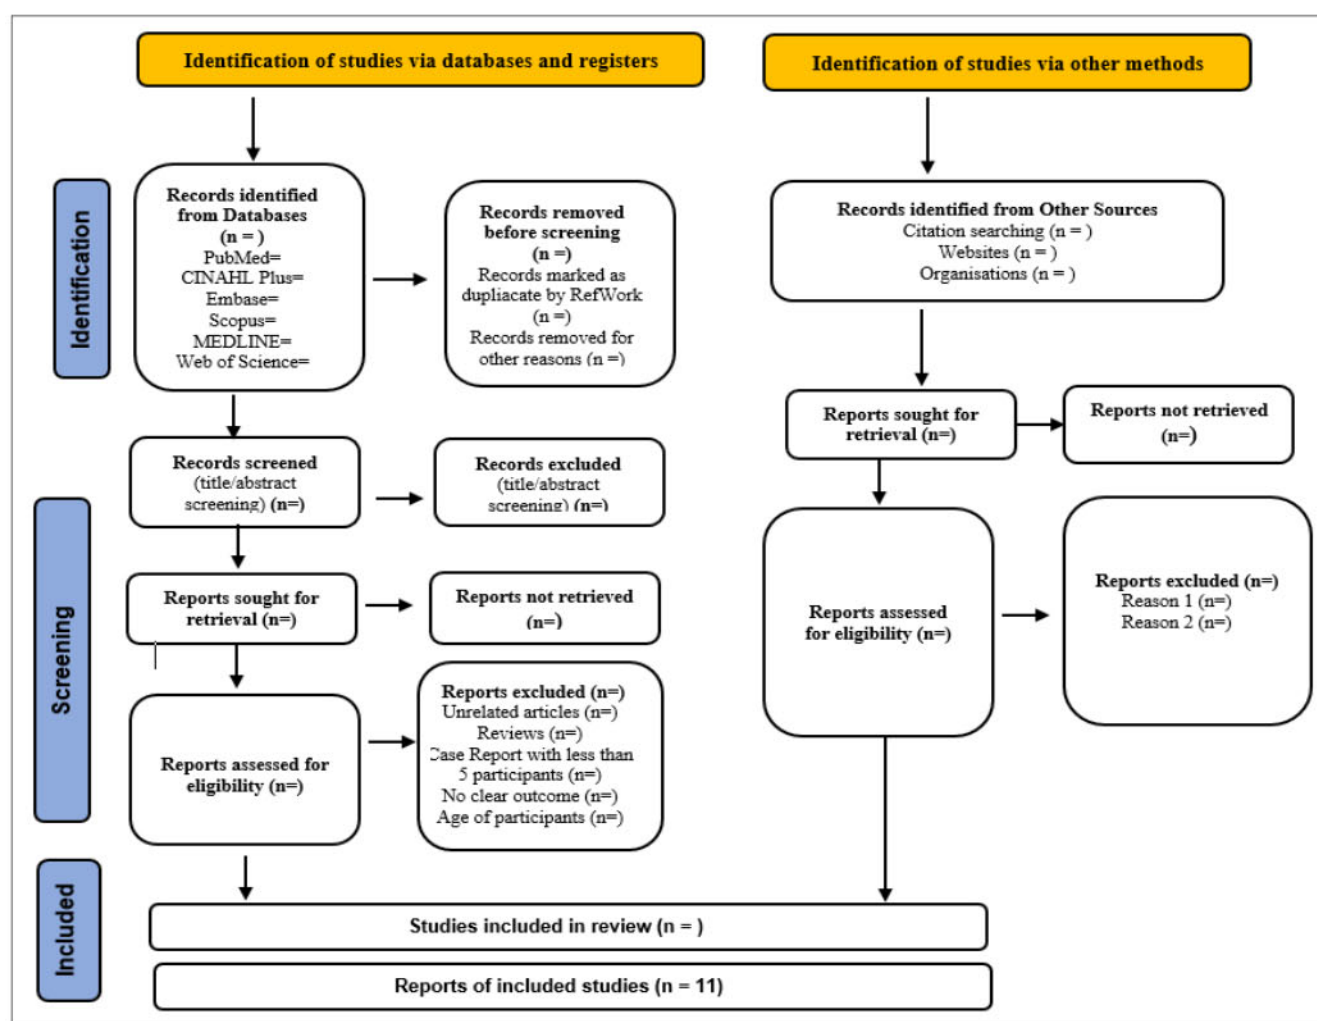 Identification of studies via databases and registers
Identification of studies via other methods
Identification
Records identified
from Databases
(n = )
PubMed=
CINAHL Plus=
Embase=
Scopus=
MEDLINE=
Web of Science=
Records removed
before screening
(n =)
Records marked as
dupliacate by RefWork
(n =)
Records removed for
other reasons (n =)
Records identified from Other Sources
Citation searching (n = )
Websites (n = )
Organisations (n = )
Screening
Records screened
(title/abstract
screening) (n=)
Records excluded
(title/abstract
screening) (n=)
Reports sought for
retrieval (n=)
Reports not retrieved
(n=)
Reports assessed for
eligibility (n=)
Reports excluded (n=)
Unrelated articles (n=)
Reviews (n=)
Case Report with less than
5 participants (n=)
No clear outcome (n=)
Age of participants (n=)
Reports sought for
retrieval (n=)
Reports not retrieved
(n=)
Reports assessed
for eligibility (n=)
Reports excluded (n=)
Reason 1 (n=)
Reason 2 (n=)
Included
Studies included in review (n = )
Reports of included studies (n = 11)